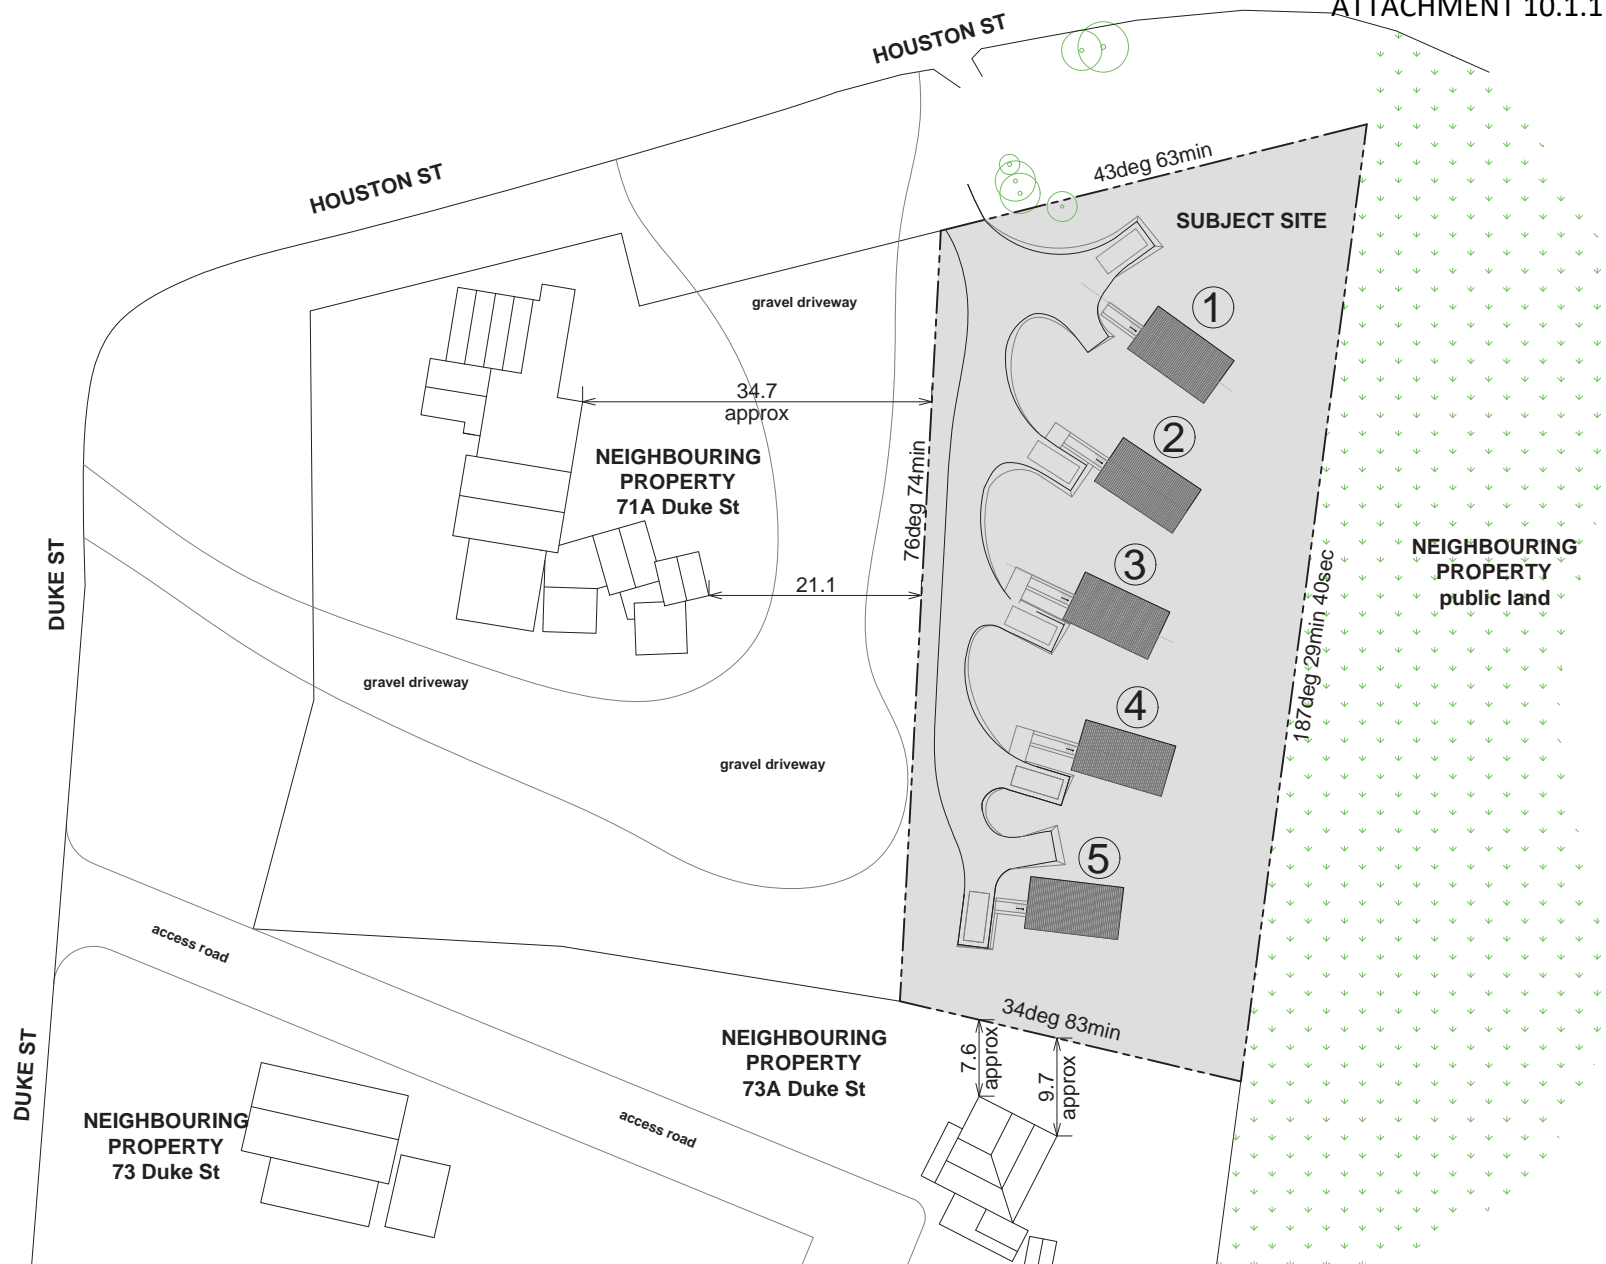 ATTACHMENT 10.1.1
HOUSTON ST
HOUSTON ST
43deg 63min
SUBJECT SITE
gravel driveway
1
34.7
approx
2
NEIGHBOURING
PROPERTY
71A Duke St
76deg 74min
DUKE ST
21.1
3
187deg 29min 40sec
NEIGHBOURING
PROPERTY
public land
gravel driveway
4
gravel driveway
5
access road
34deg 83min
NEIGHBOURING
PROPERTY
73A Duke St
7.6
approx
9.7
approx
DUKE ST
NEIGHBOURING
PROPERTY
73 Duke St
access road